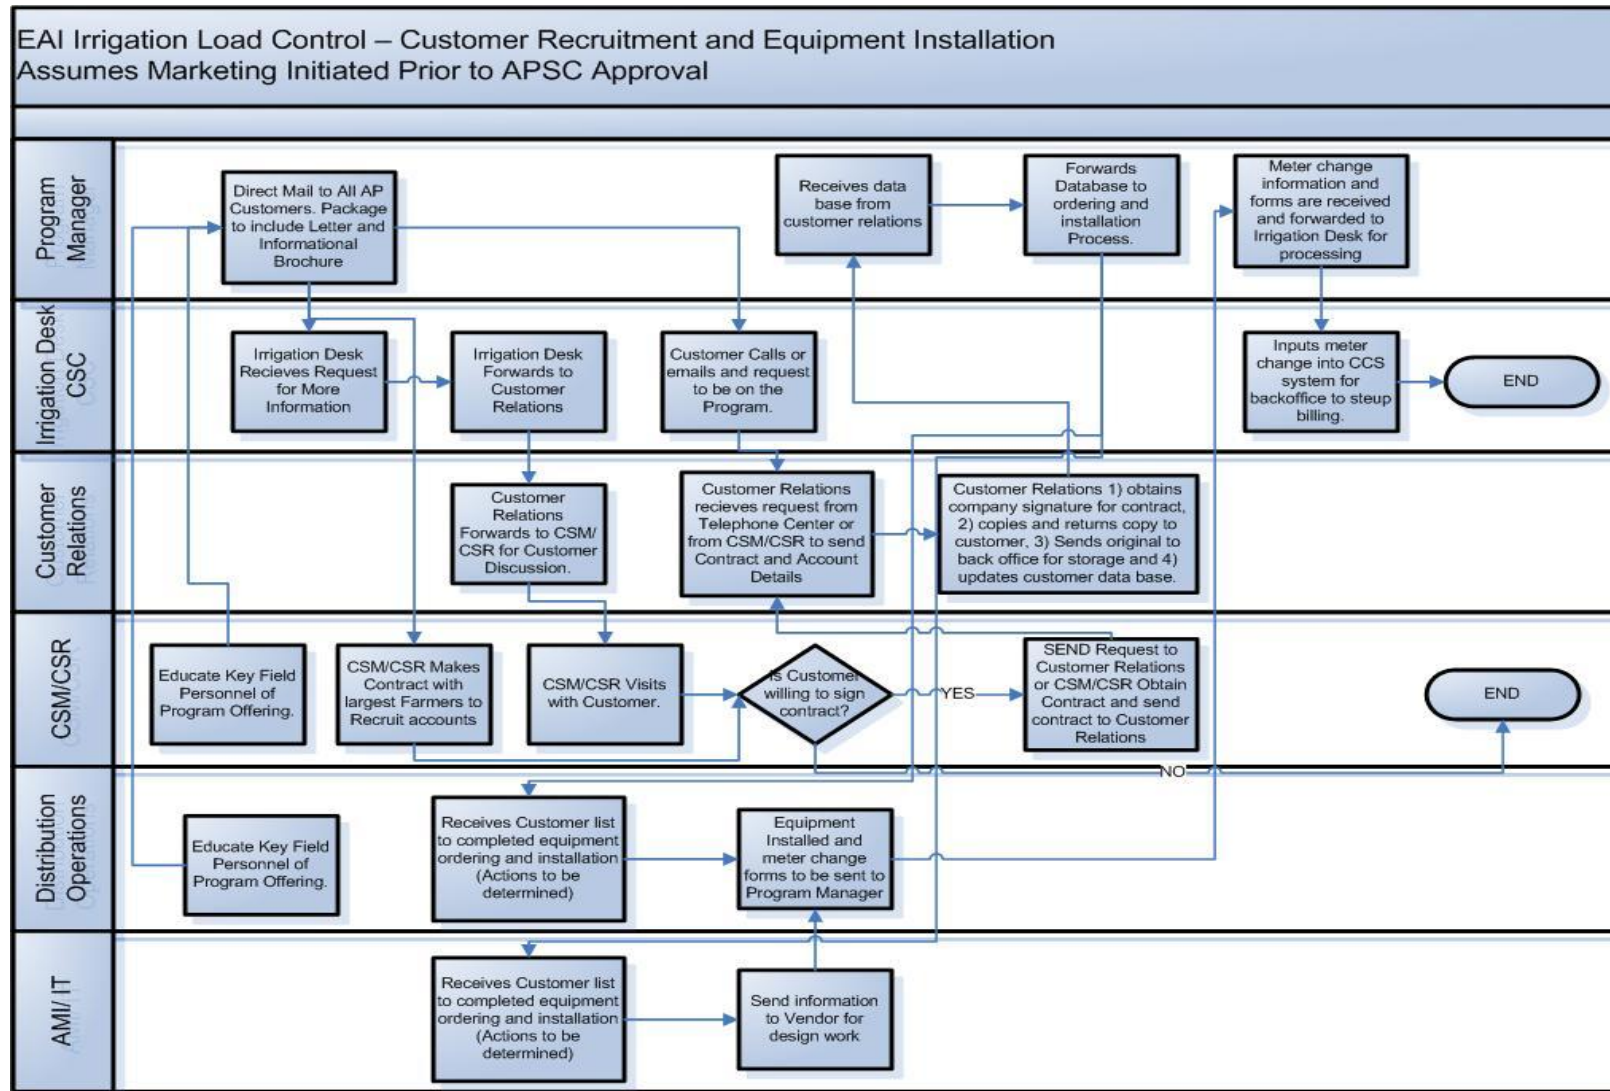 EAI Irrigation Load Control – Customer Recruitment and Equipment Installation
Assumes Marketing Initiated Prior to APSC Approval
Program
Manager
Direct Mail to All AP
Customers. Package
to include Letter and
Informational
Brochure
Receives data
base from
customer relations
Forwards
Database to
ordering and
installation
Process.
Meter change
information and
forms are received
and forwarded to
Irrigation Desk for
processing
Irrigation Desk
CSC
Irrigation Desk
Recieves Request
for More
Information
Irrigation Desk
Forwards to
Customer
Relations
Customer Calls or
emails and request
to be on the
Program.
Inputs meter
change into CCS
system for
backoffice to steup
billing.
END
Customer
Relations
Customer
Relations
Forwards to CSM/
CSR for Customer
Discussion.
Customer Relations
recieves request from
Telephone Center or
from CSM/CSR to send
Contract and Account
Details
Customer Relations 1) obtains
company signature for contract,
2) copies and returns copy to
customer, 3) Sends original to
back office for storage and 4)
updates customer data base.
CSM/CSR
Educate Key Field
Personnel of
Program Offering.
CSM/CSR Makes
Contract with
largest Farmers to
Recruit accounts
CSM/CSR Visits
with Customer.
Is Customer
willing to sign
contract?
YES
SEND Request to
Customer Relations
or CSM/CSR Obtain
Contract and send
contract to Customer
Relations
END
NO
Distribution
Operations
Educate Key Field
Personnel of
Program Offering.
Receives Customer list
to completed equipment
ordering and installation
(Actions to be
determined)
Equipment
Installed and
meter change
forms to be sent to
Program Manager
AMI/ IT
Receives Customer list
to completed equipment
ordering and installation
(Actions to be
determined)
Send information
to Vendor for
design work